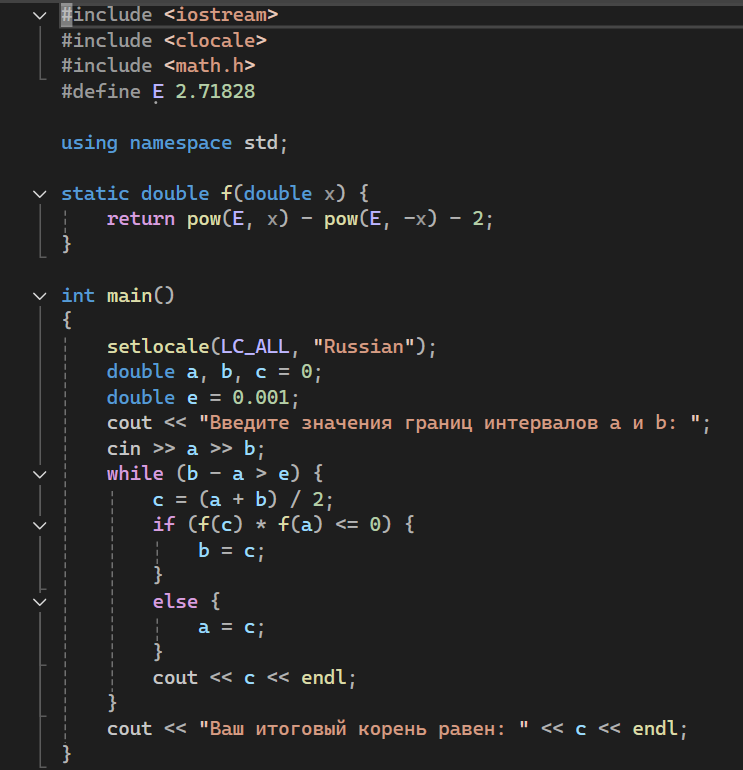 #include <iostream>
#include <clocale>
#include <math.h>
#define E 2.71828
using namespace std;
static double f(double x) {
return pow(E, x) - pow(E, -x) - 2;
}
int main()
{
setlocale(LC_ALL, "Russian");
double a, b, c = 0;
double e = 0.001;
cout << "Введите значения границ интервалов a и b: ";
cin >> a >> b;
while (b - a > e) {
c = (a + b) / 2;
if (f(c) * f(a) <= 0) {
b = c;
}
else {
a = c;
}
cout << c << endl;
}
cout << "Ваш итоговый корень равен: " << c << endl;
}